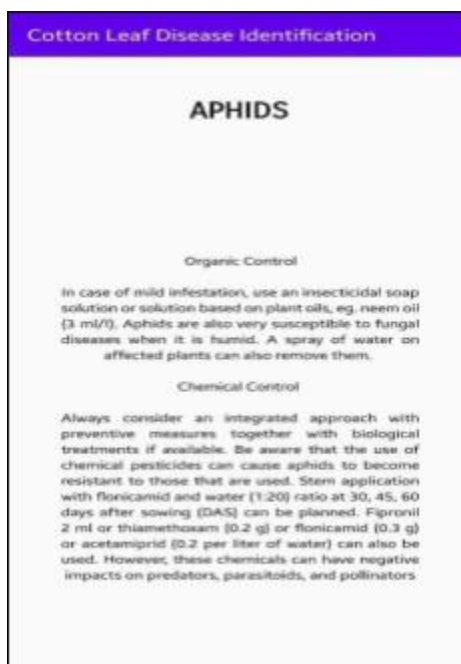 Cotton Leaf Disease Identification
APHIDS
Organic Control
In case of mild infestation, use an insecticidal soap
solution or solution based on plant oils, eg. neem oil
(3 ml/l). Aphids are also very susceptible to fungal
diseases when it is humid. A spray of water on
affected plants can also remove them.
Chemical Control
Always consider an integrated approach with
preventive measures together with biological
treatments if available. Be aware that the use of
chemical pesticides can cause aphids to become
resistant to those that are used. Stem application
with flonicamid and water (1:20) ratio at 30, 45, 60
days after sowing (DAS) can be planned. Fipronil
2 ml or thiamethoxam (0.2 g) or flonicamid (0.3 g)
or acetamiprid (0.2 per liter of water) can also be
used. However, these chemicals can have negative
impacts on predators, parasitoids, and pollinators